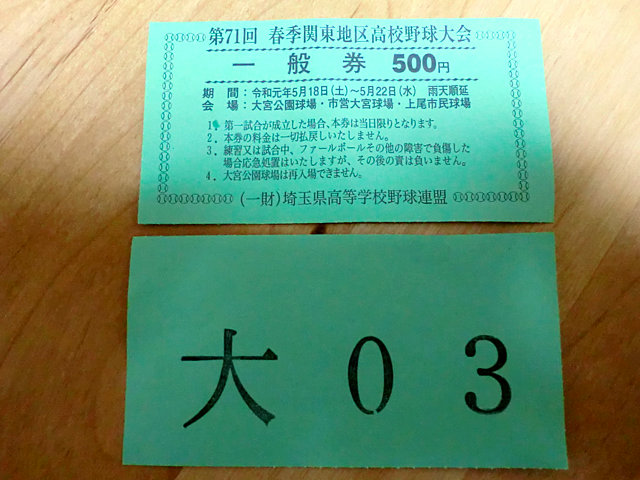 第71回 春季関東地区高校野球大会
一般券 500円
期 間：令和元年5月18日(土)～5月22日(水) 雨天順延
会 場：大宮公園球場・市営大宮球場・上尾市民球場
1．第一試合が成立した場合、本券は当日限りとなります。
2．本券の料金は一切払戻しいたしません。
3．練習又は試合中、ファールボールその他の障害で負傷した
場合応急処置はいたしますが、その後の責は負いません。
4．大宮公園球場は再入場できません。
(一財)埼玉県高等学校野球連盟
大 0 3